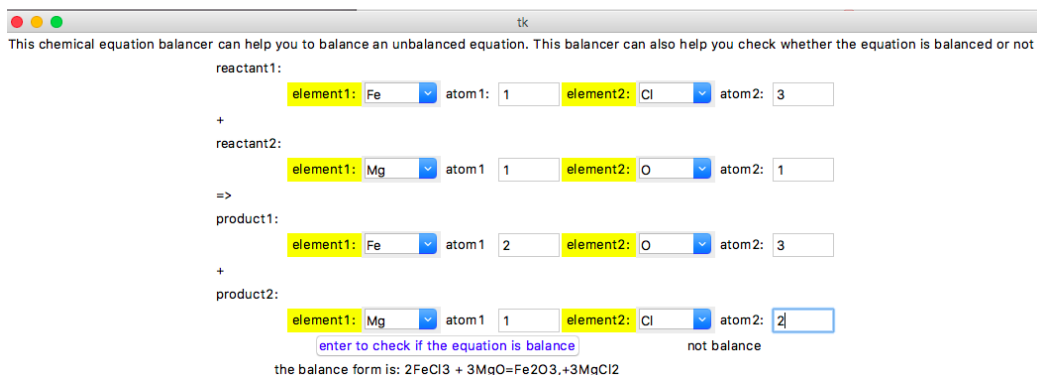 tk
This chemical equation balancer can help you to balance an unbalanced equation. This balancer can also help you check whether the equation is balanced or not
reactant1:
element1: Fe atom1: 1 element2: Cl atom2: 3
+
reactant2:
element1: Mg atom1 1 element2: O atom2: 1
=>
product1:
element1: Fe atom1 2 element2: O atom2: 3
+
product2:
element1: Mg atom1 1 element2: Cl atom2: 2
enter to check if the equation is balance not balance
the balance form is: 2FeCl3 + 3MgO=Fe2O3,+3MgCl2